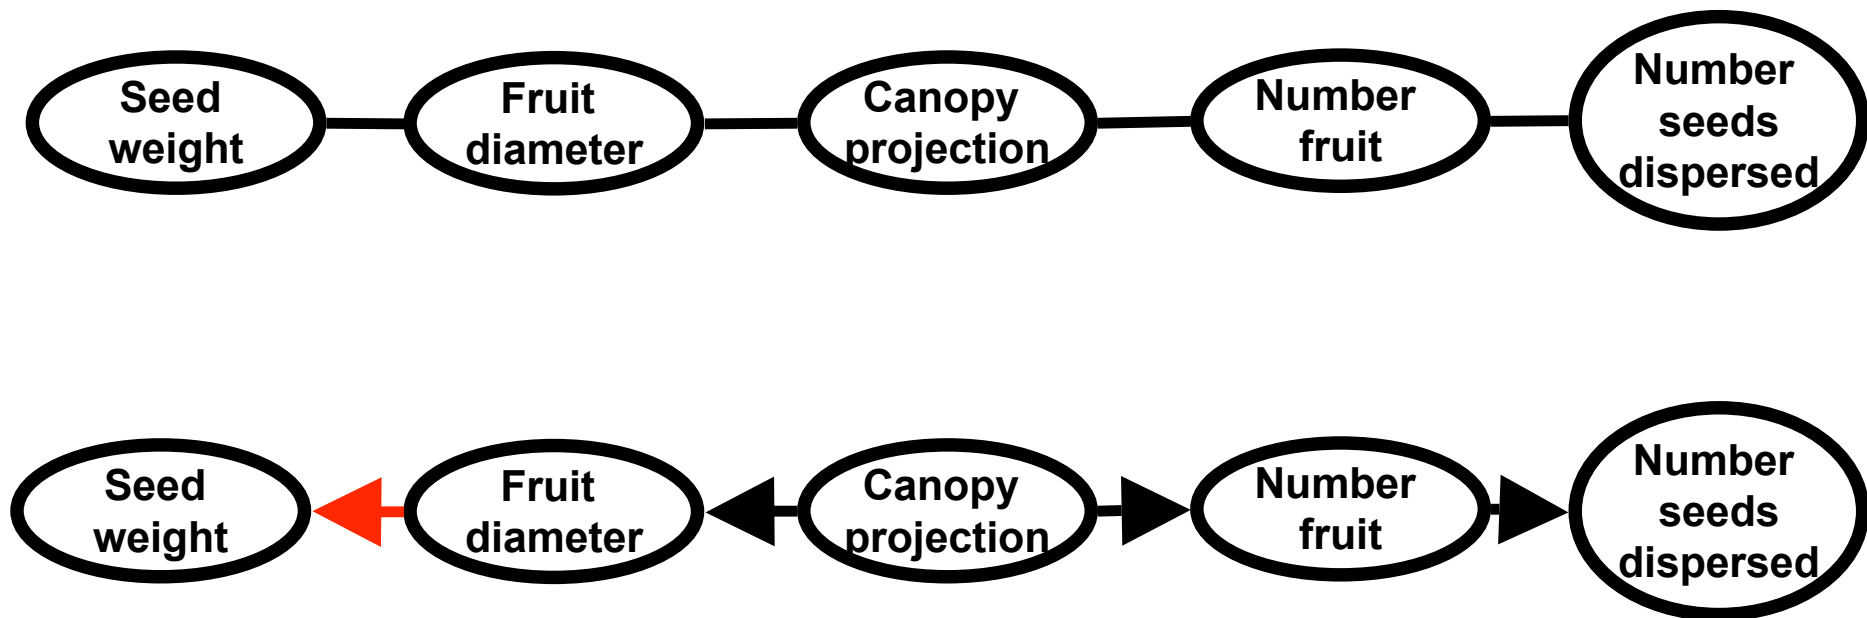 Seed
weight
Fruit
diameter
Canopy
projection
Number
fruit
Number
seeds
dispersed
Seed
weight
Fruit
diameter
Canopy
projection
Number
fruit
Number
seeds
dispersed